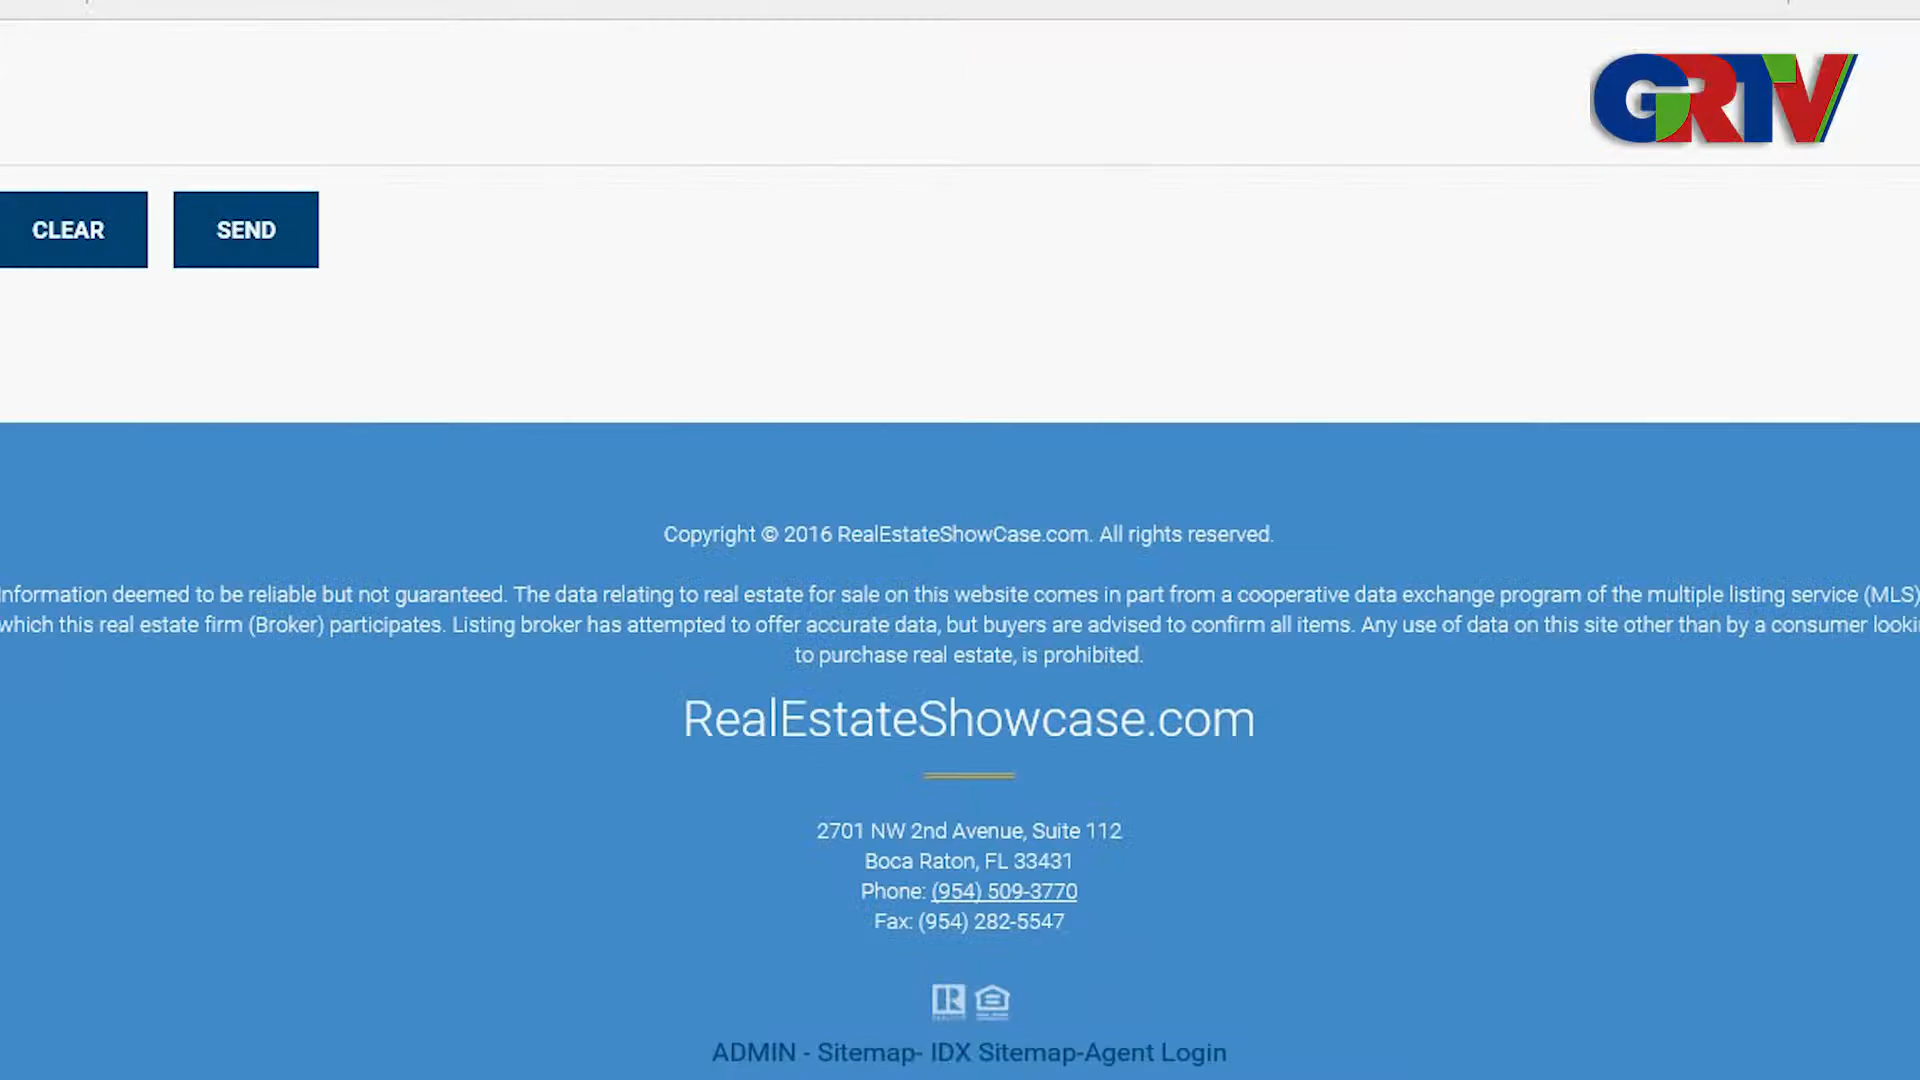 GRTV
CLEAR
SEND
Copyright © 2016 RealEstateShowCase.com. All rights reserved.
nformation deemed to be reliable but not guaranteed. The data relating to real estate for sale on this website comes in part from a cooperative data exchange program of the multiple listing service (MLS)
which this real estate firm (Broker) participates. Listing broker has attempted to offer accurate data, but buyers are advised to confirm all items. Any use of data on this site other than by a consumer looki
to purchase real estate, is prohibited.
RealEstateShowcase.com
2701 NW 2nd Avenue, Suite 112
Boca Raton, FL 33431
Phone: (954) 509-3770
Fax: (954) 282-5547
ADMIN - Sitemap- IDX Sitemap-Agent Login